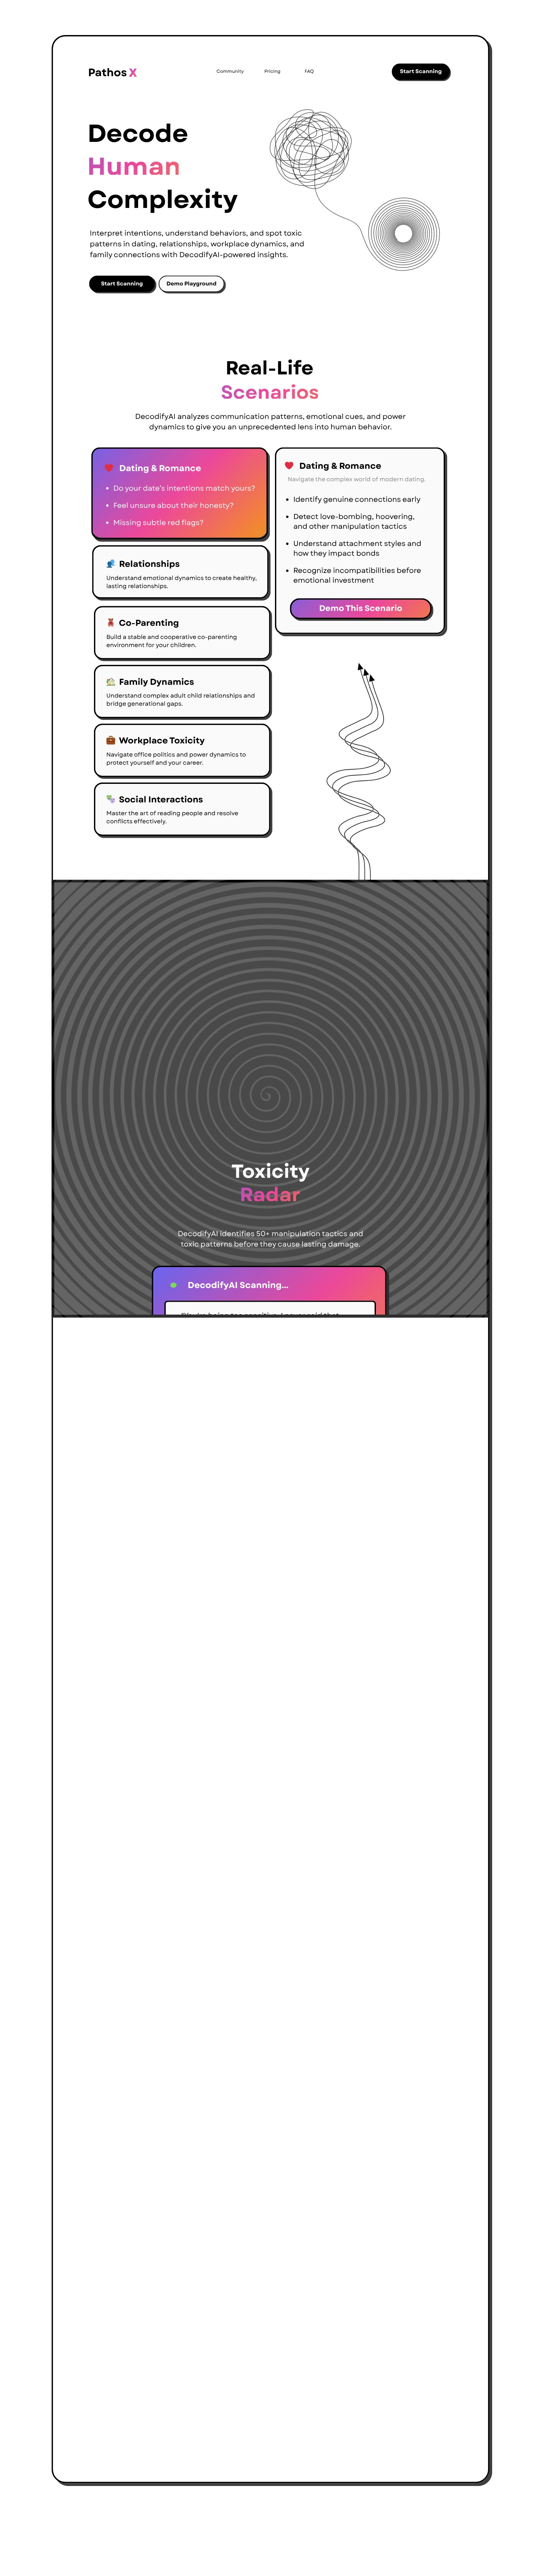 Pathos X
Community
Pricing
FAQ
Start Scanning
Decode
Human
Complexity
Interpret intentions, understand behaviors, and spot toxic
patterns in dating, relationships, workplace dynamics, and
family connections with DecodifyAI-powered insights.
Start Scanning
Demo Playground
Real-Life
Scenarios
DecodifyAI analyzes communication patterns, emotional cues, and power
dynamics to give you an unprecedented lens into human behavior.
Dating & Romance
• Do your date's intentions match yours?
• Feel unsure about their honesty?
• Missing subtle red flags?
Relationships
Understand emotional dynamics to create healthy,
lasting relationships.
Co-Parenting
Build a stable and cooperative co-parenting
environment for your children.
Family Dynamics
Understand complex adult child relationships and
bridge generational gaps.
Workplace Toxicity
Navigate office politics and power dynamics to
protect yourself and your career.
Social Interactions
Master the art of reading people and resolve
conflicts effectively.
Dating & Romance
Navigate the complex world of modern dating.
• Identify genuine connections early
• Detect love-bombing, hoovering,
and other manipulation tactics
• Understand attachment styles and
how they impact bonds
• Recognize incompatibilities before
emotional investment
Demo This Scenario
Toxicity
Radar
DecodifyAI Identifies 50+ manipulation tactics and
toxic patterns before they cause lasting damage.
DecodifyAI Scanning...